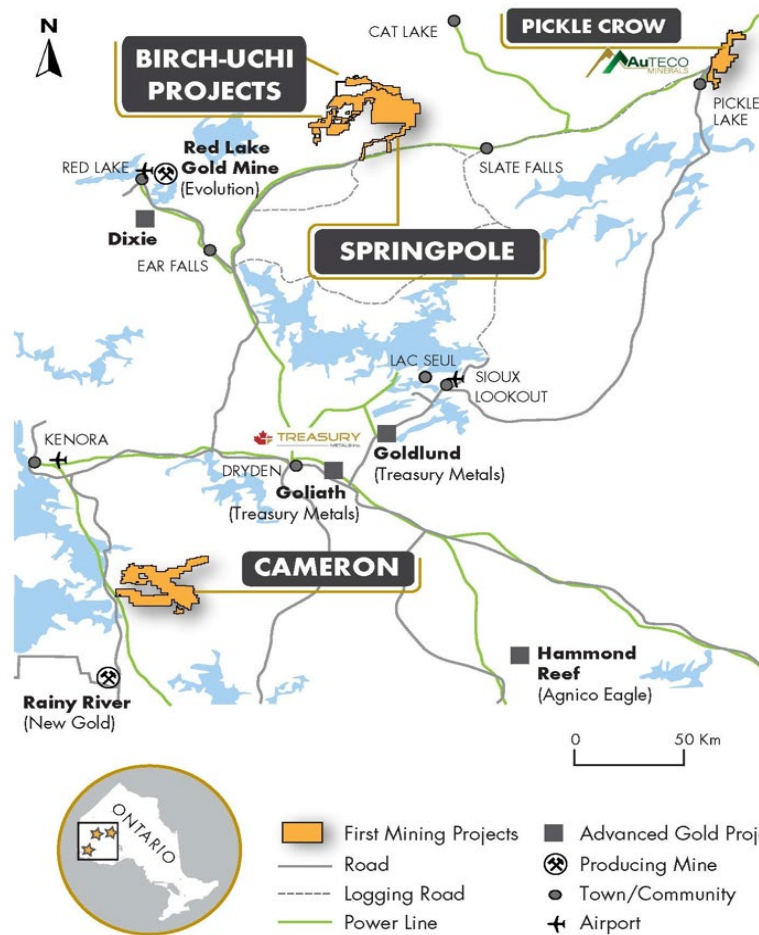 N
CAT LAKE
PICKLE CROW
AuTECO
MINERALS
BIRCH-UCHI
PROJECTS
PICKLE
LAKE
Red Lake
Gold Mine
(Evolution)
RED LAKE
SLATE FALLS
Dixie
EAR FALLS
SPRINGPOLE
LAC SEUL
SIOUX
LOOKOUT
KENORA
TREASURY
METALS Inc.
DRYDEN
Goldlund
(Treasury Metals)
Goliath
(Treasury Metals)
CAMERON
Hammond
Reef
(Agnico Eagle)
Rainy River
(New Gold)
0 50 Km
ONTARIO
First Mining Projects
Road
Logging Road
Power Line
Advanced Gold Proj
Producing Mine
Town/Community
Airport